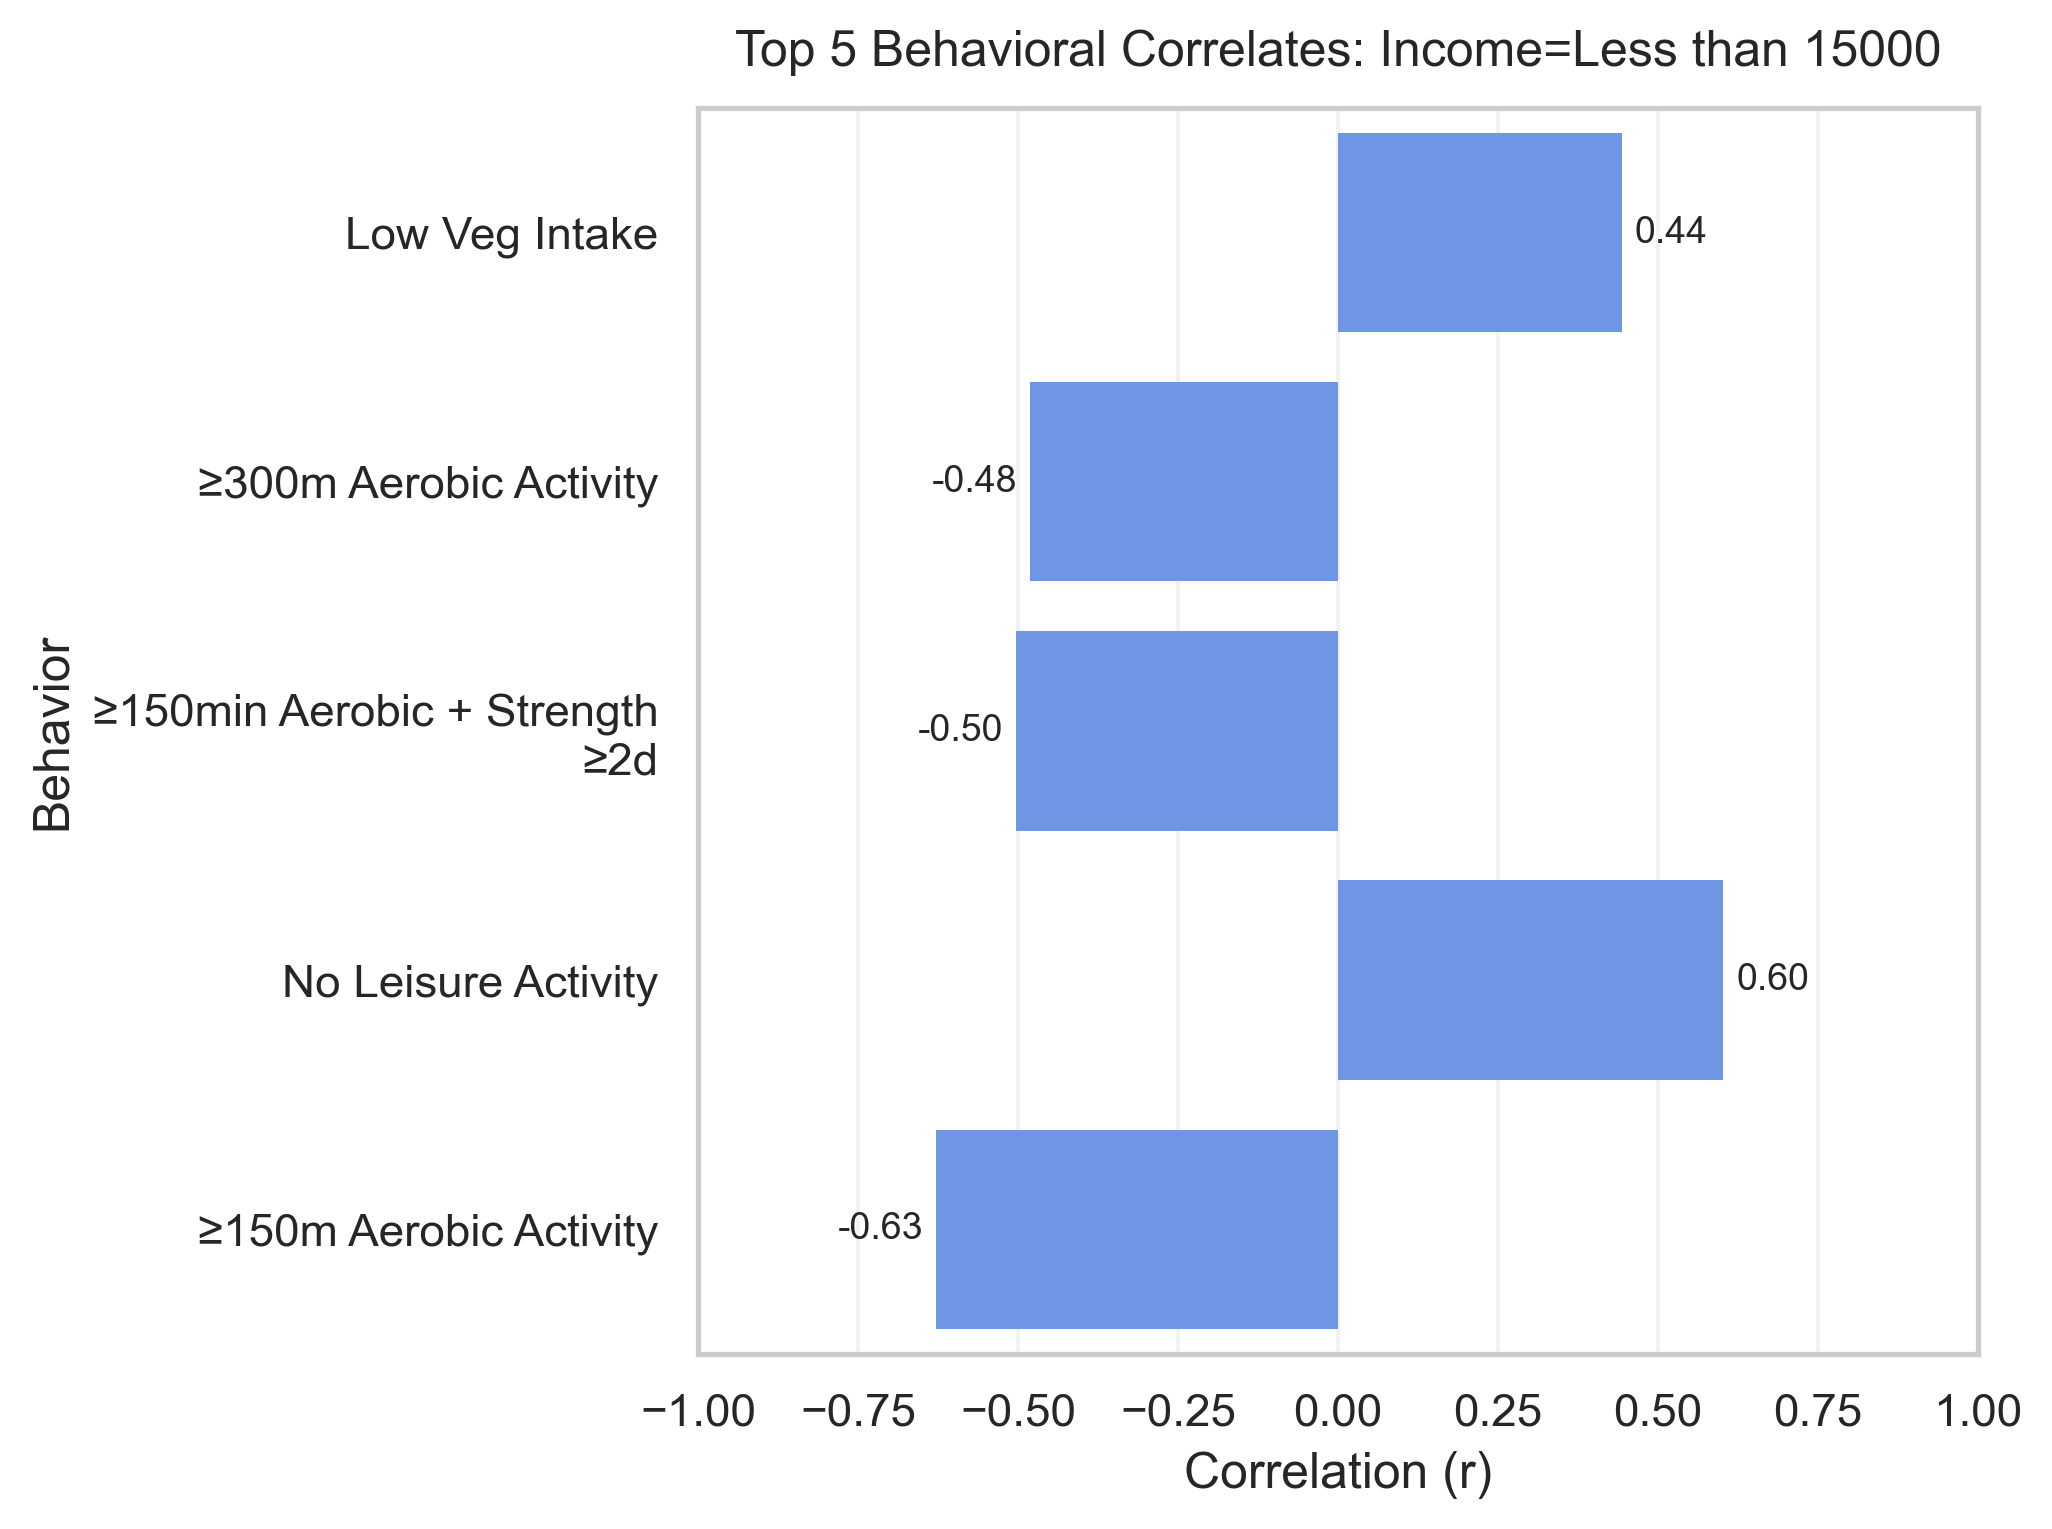 Top 5 Behavioral Correlates: Income=Less than 15000
Behavior
Low Veg Intake
0.44
≥300m Aerobic Activity
-0.48
≥150min Aerobic + Strength
≥2d
-0.50
No Leisure Activity
0.60
≥150m Aerobic Activity
-0.63
−1.00 −0.75 −0.50 −0.25 0.00 0.25 0.50 0.75 1.00
Correlation (r)